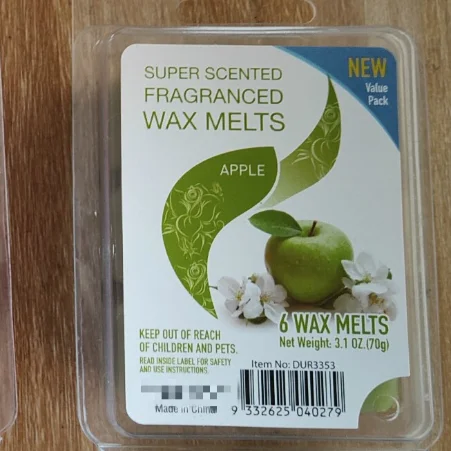 SUPER SCENTED
FRAGRANCED
WAX MELTS
NEW
Value
Pack
APPLE
6 WAX MELTS
Net Weight: 3.1 OZ.(70g)
KEEP OUT OF REACH
OF CHILDREN AND PETS.
READ INSIDE LABEL FOR SAFETY
AND USE INSTRUCTIONS
Item No: DUR3353
Made in China
9 332625 040279